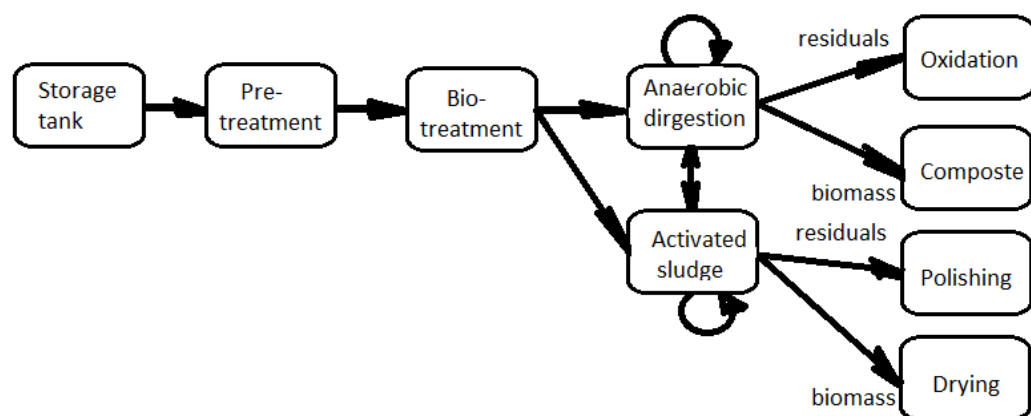 Storage
tank
Pre-
treatment
Bio-
treatment
Anaerobic
dirgestion
Activated
sludge
residuals
Oxidation
biomass
Composte
residuals
Polishing
biomass
Drying